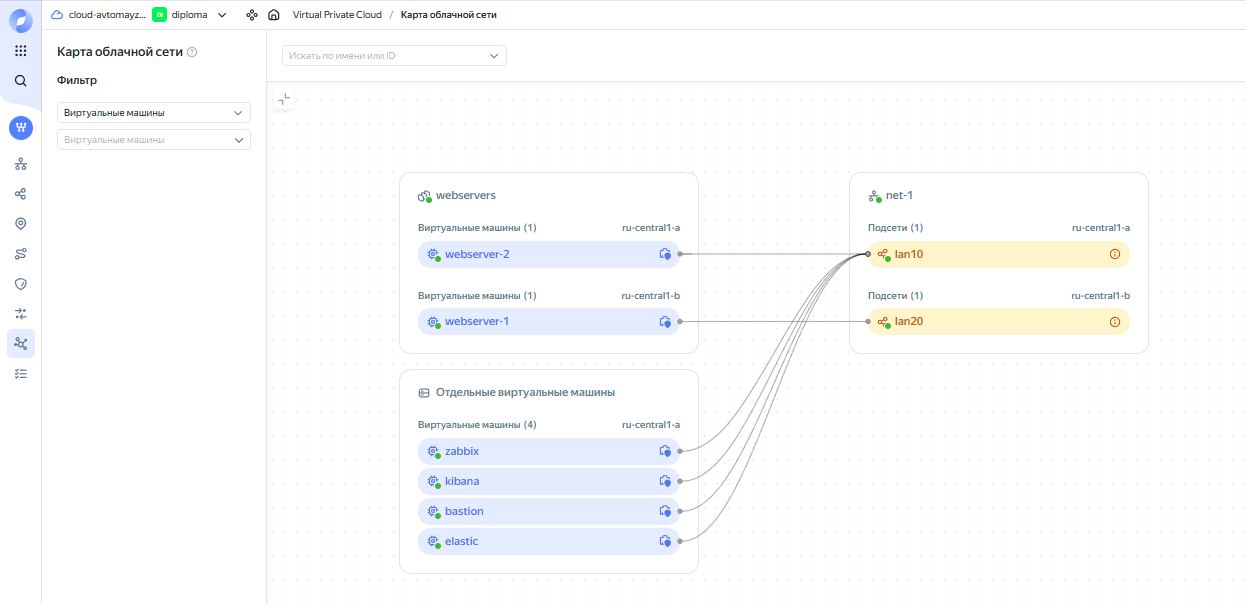 cloud-avtomayz... DI diploma Virtual Private Cloud / Карта облачной сети
Карта облачной сети
Фильтр
Виртуальные машины
Виртуальные машины
Искать по имени или ID
webservers
Виртуальные машины (1) ru-central1-a
webserver-2
Виртуальные машины (1) ru-central1-b
webserver-1
net-1
Подсети (1) ru-central1-a
lan10
Подсети (1) ru-central1-b
lan20
Отдельные виртуальные машины
Виртуальные машины (4) ru-central1-a
zabbix
kibana
bastion
elastic